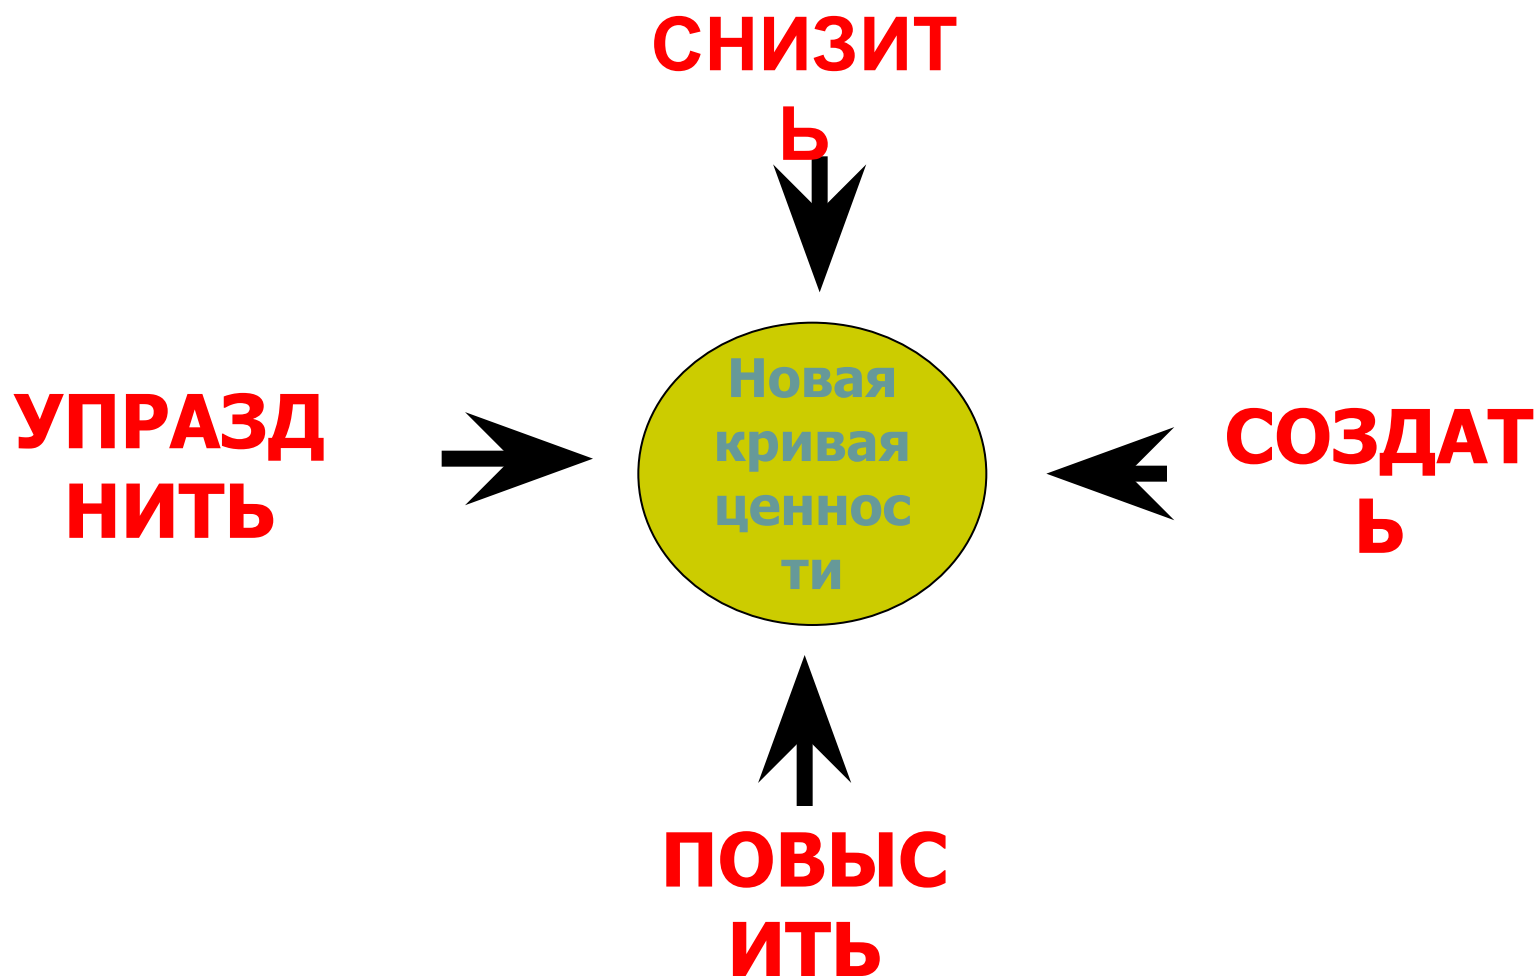 СНИЗИТ
Ь
УПРАЗД
НИТЬ
Новая
кривая
ценнос
ти
СОЗДАТ
Ь
ПОВЫС
ИТЬ